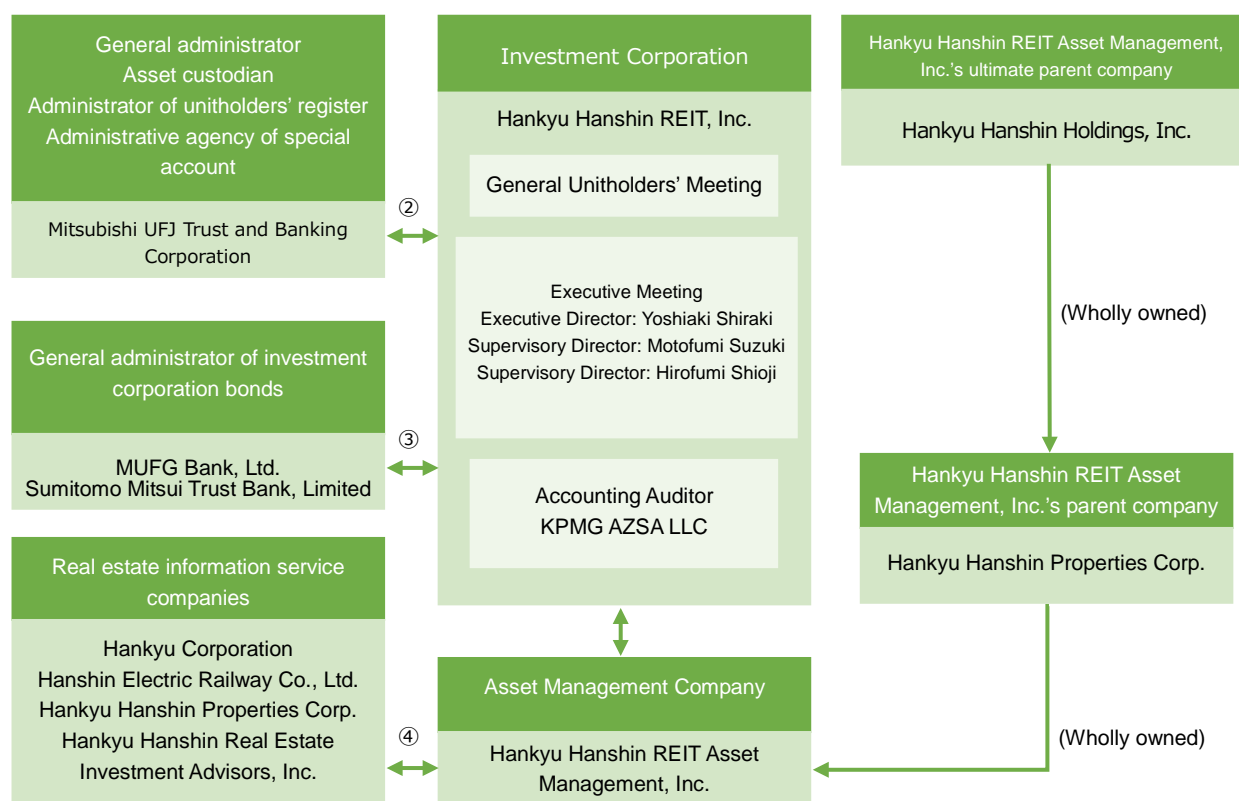 General administrator
Asset custodian
Administrator of unitholders’ register
Administrative agency of special
account
Mitsubishi UFJ Trust and Banking
Corporation
②
General administrator of investment
corporation bonds
MUFG Bank, Ltd.
Sumitomo Mitsui Trust Bank, Limited
③
Real estate information service
companies
Hankyu Corporation
Hanshin Electric Railway Co., Ltd.
Hankyu Hanshin Properties Corp.
Hankyu Hanshin Real Estate
Investment Advisors, Inc.
④
Investment Corporation
Hankyu Hanshin REIT, Inc.
General Unitholders’ Meeting
Executive Meeting
Executive Director: Yoshiaki Shiraki
Supervisory Director: Motofumi Suzuki
Supervisory Director: Hirofumi Shioji
Accounting Auditor
KPMG AZSA LLC
Asset Management Company
Hankyu Hanshin REIT Asset
Management, Inc.
Hankyu Hanshin REIT Asset Management,
Inc.’s ultimate parent company
Hankyu Hanshin Holdings, Inc.
(Wholly owned)
Hankyu Hanshin REIT Asset
Management, Inc.’s parent company
Hankyu Hanshin Properties Corp.
(Wholly owned)